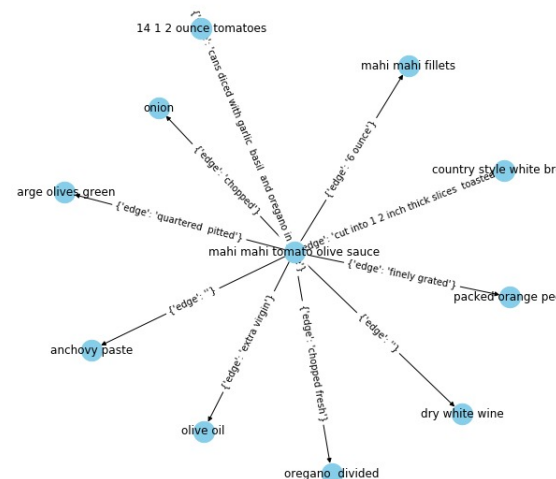 14 1 2 ounce tomatoes
{'edge': 'cans diced with garlic  basil  and oregano in
mahi mahi fillets
{'edge': '6 ounce'}
onion
{'edge': 'chopped'}
country style white br
edge': 'cut into 1 2 inch thick slices  toasted
arge olives green
{'edge': 'quartered  pitted'}
mahi mahi tomato olive sauce
{'edge': 'finely grated'}
packed orange pe
{'edge': ''}
anchovy paste
{'edge': 'extra virgin'}
olive oil
{'edge': 'chopped fresh'}
oregano  divided
{'edge': ''}
dry white wine